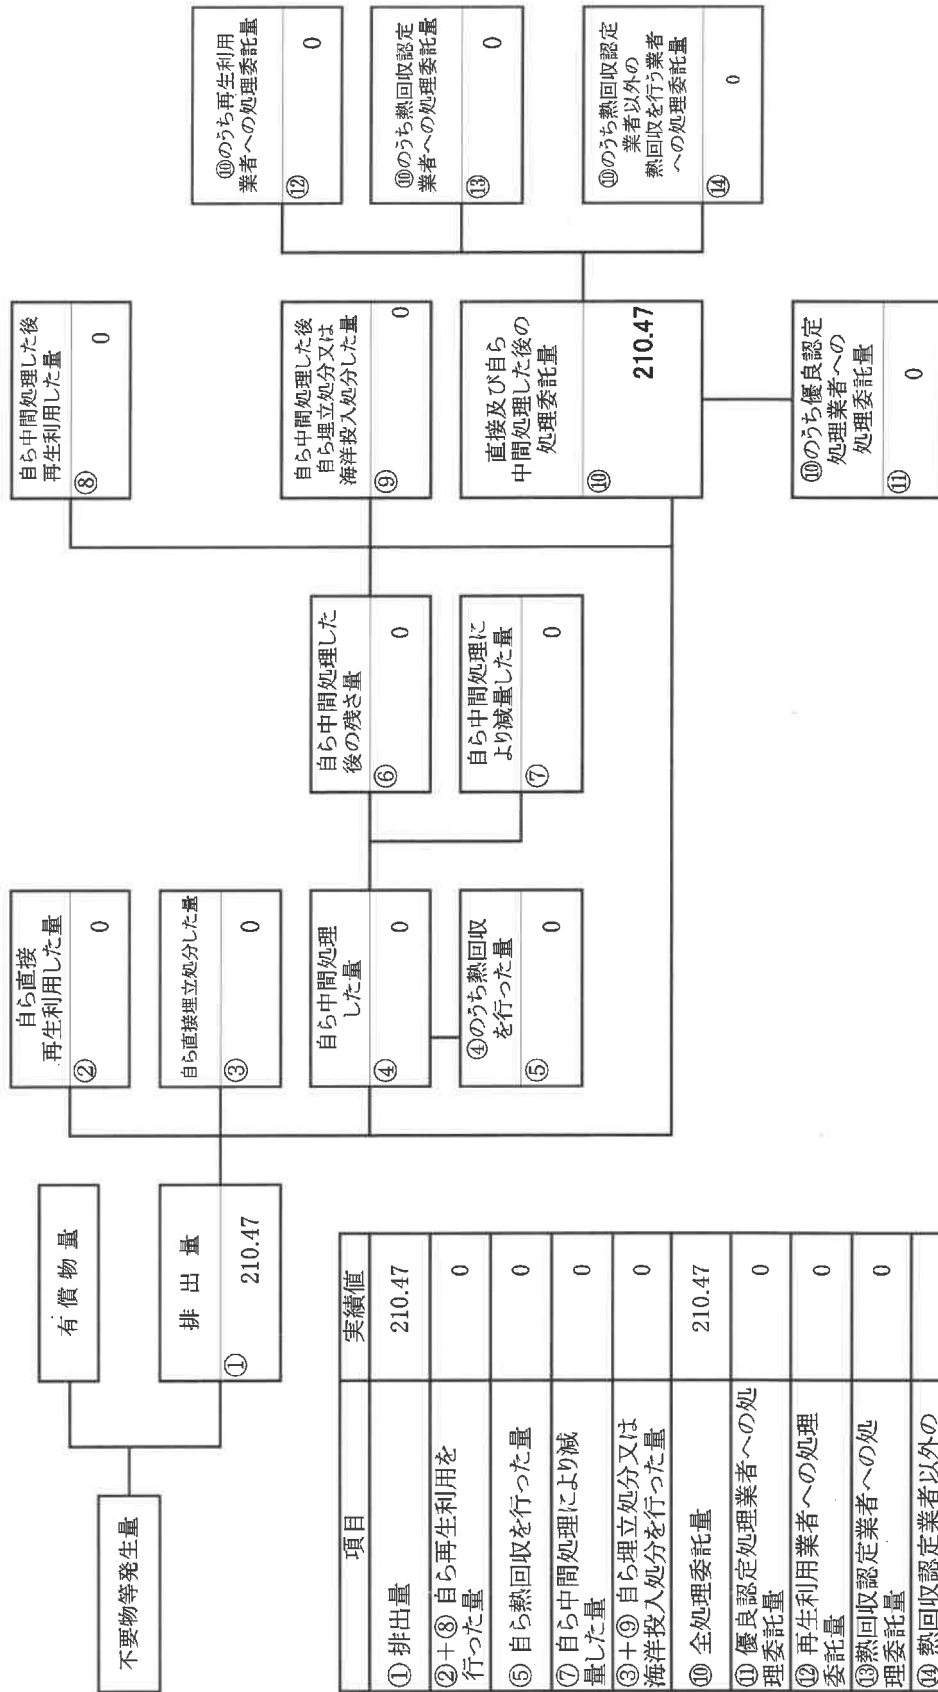 不要物等発生量
有償物量
排出量
①
210.47
自ら直接
再生利用した量
②
0
自ら直接埋立処分した量
③
0
自ら中間処理
した量
④
0
④のうち熱回収
を行った量
⑤
0
自ら中間処理した
後の残さ量
⑥
0
自ら中間処理に
より減量した量
⑦
0
自ら中間処理した後
再生利用した量
⑧
0
自ら中間処理した後
自ら埋立処分又は
海洋投入処分した量
⑨
0
直接及び自ら
中間処理した後の
処理委託量
⑩
210.47
⑩のうち優良認定
処理業者への
処理委託量
⑪
0
⑩のうち再生利用
業者への処理委託量
⑫
0
⑩のうち熱回収認定
業者への処理委託量
⑬
0
⑩のうち熱回収認定
業者以外の
熱回収を行う業者
への処理委託量
⑭
0
項目 実績値
①排出量 210.47
②+⑧ 自ら再生利用を
行った量 0
⑤ 自ら熱回収を行った量 0
⑦ 自ら中間処理により減
量した量 0
③+⑨ 自ら埋立処分又は
海洋投入処分を行った量 0
⑩ 全処理委託量 210.47
⑪ 優良認定処理業者への処
理委託量 0
⑫ 再生利用業者への処理
委託量 0
⑬熱回収認定業者への処
理委託量 0
⑭ 熱回収認定業者以外の